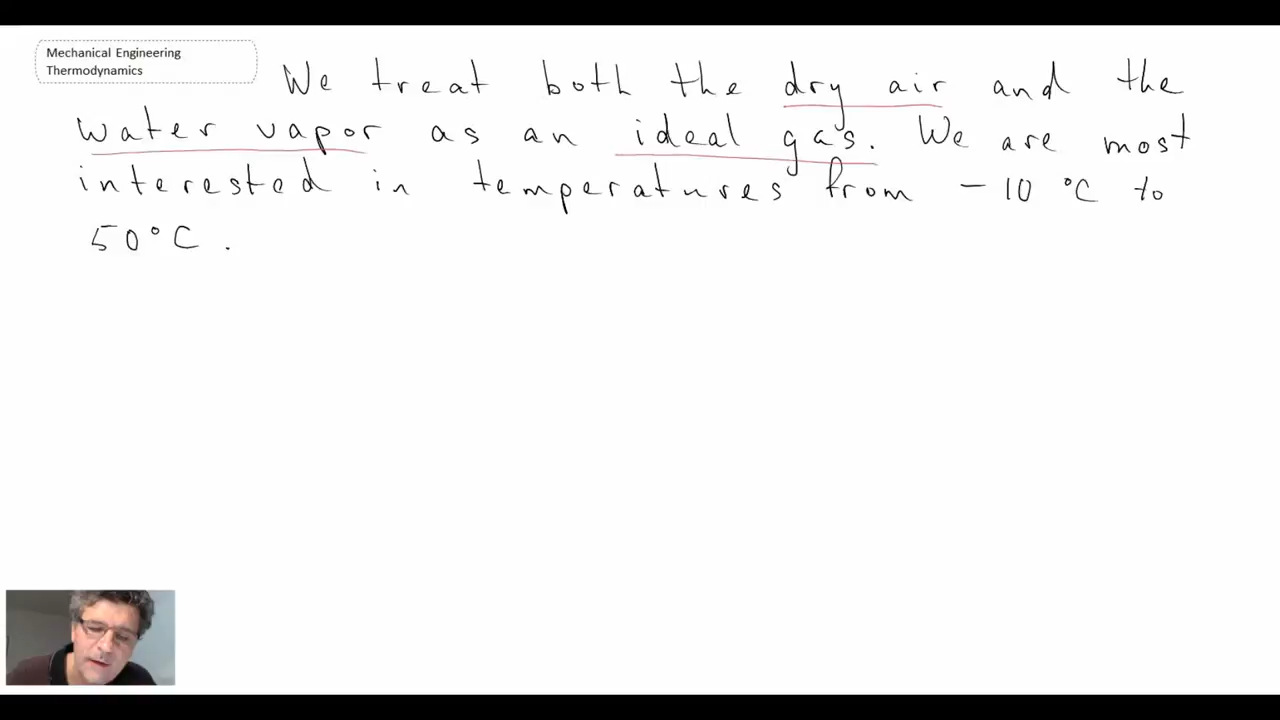 Mechanical Engineering
Thermodynamics
We treat both the dry air and the
water vapor as an ideal gas. We are most
interested in temperatures from -10 °C to
50°C.